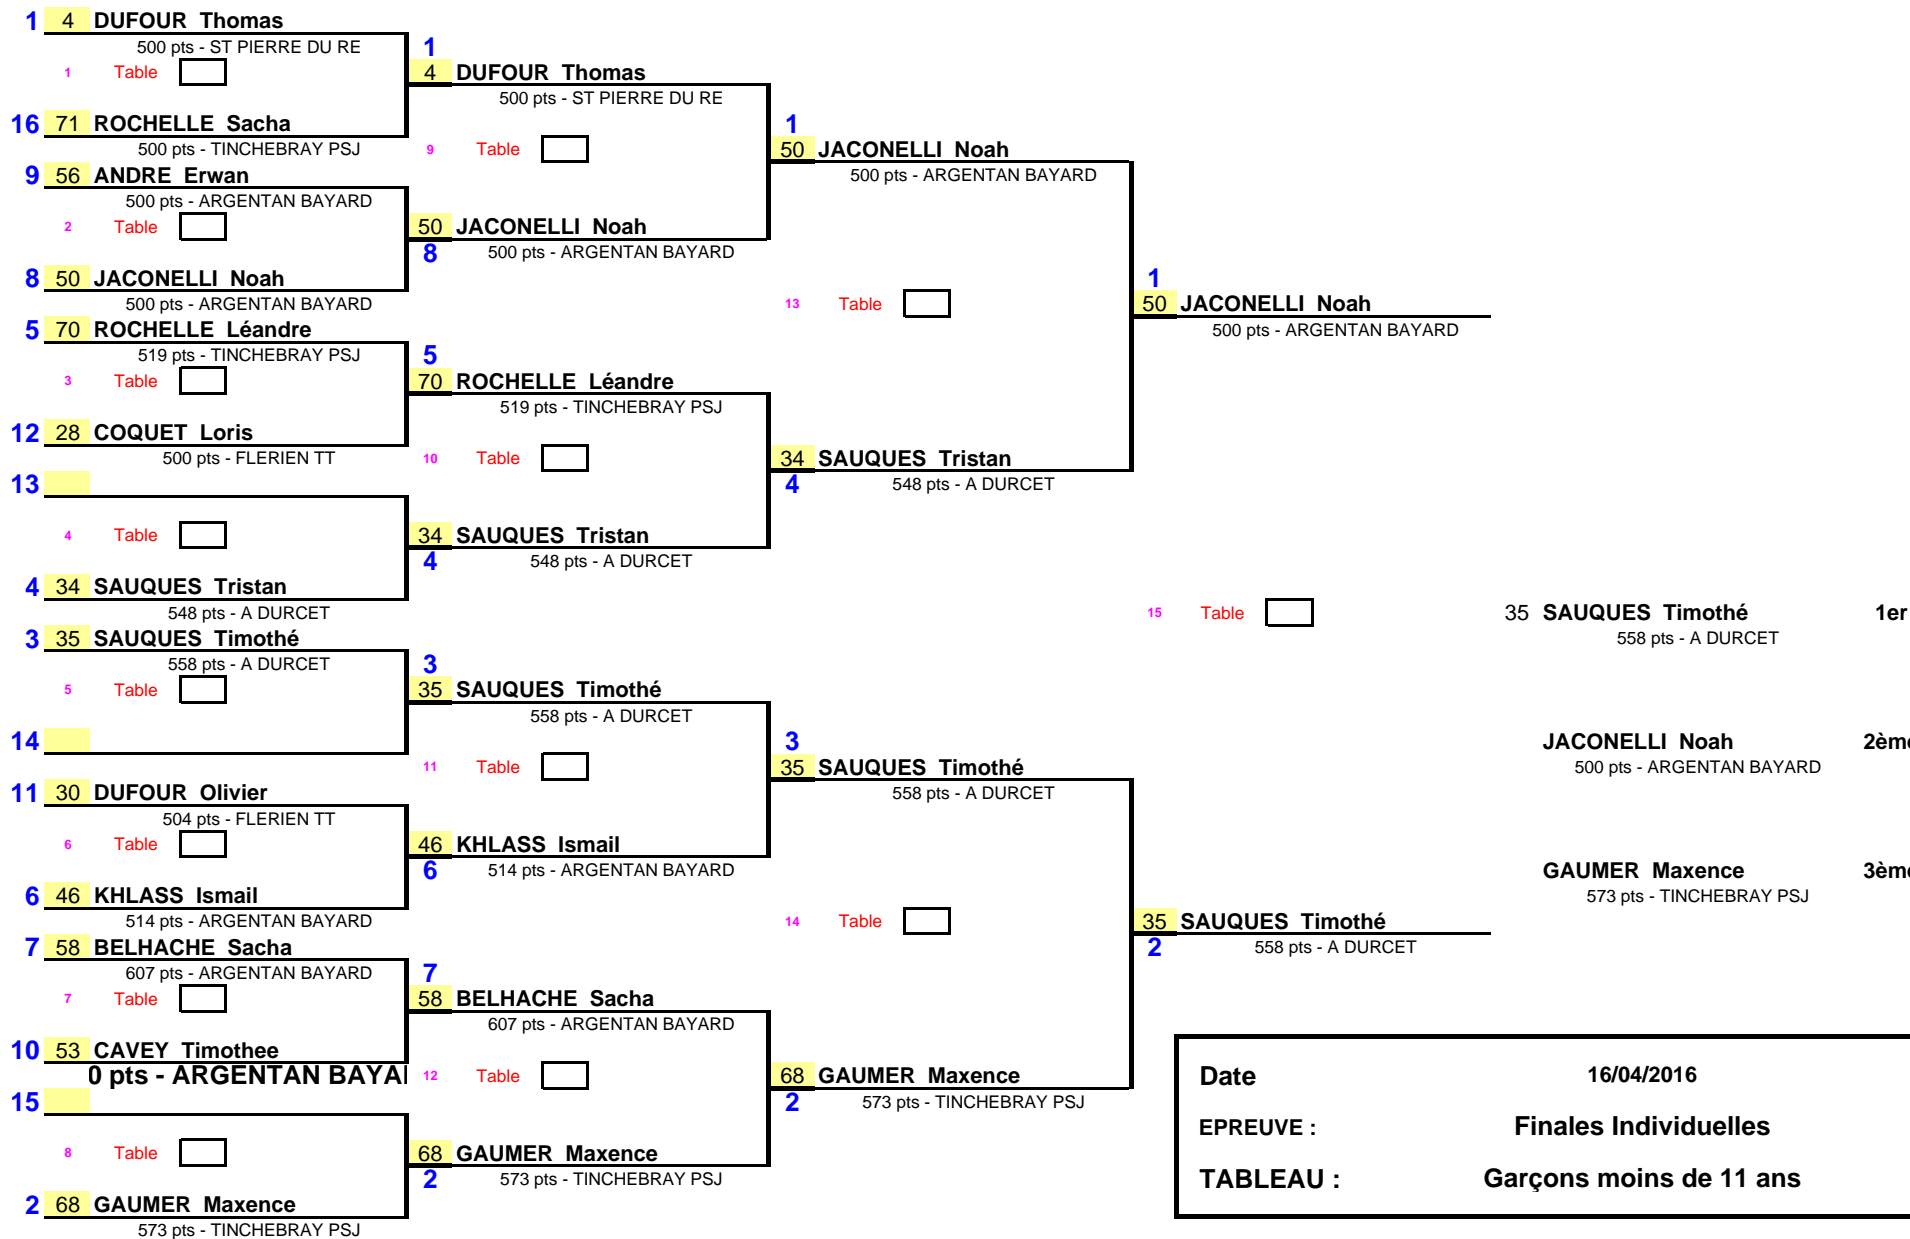 1 4 DUFOUR Thomas
500 pts - ST PIERRE DU RE
1 Table
16 71 ROCHELLE Sacha
500 pts - TINCHEBRAY PSJ
9 56 ANDRE Erwan
500 pts - ARGENTAN BAYARD
2 Table
8 50 JACONELLI Noah
500 pts - ARGENTAN BAYARD
5 70 ROCHELLE Léandre
519 pts - TINCHEBRAY PSJ
3 Table
12 28 COQUET Loris
500 pts - FLERIEN TT
13
4 Table
4 34 SAUQUES Tristan
548 pts - A DURCET
3 35 SAUQUES Timothé
558 pts - A DURCET
5 Table
14
11 30 DUFOUR Olivier
504 pts - FLERIEN TT
6 Table
6 46 KHLASS Ismail
514 pts - ARGENTAN BAYARD
7 58 BELHACHE Sacha
607 pts - ARGENTAN BAYARD
7 Table
10 53 CAVEY Timothee
0 pts - ARGENTAN BAYA
15
8 Table
2 68 GAUMER Maxence
573 pts - TINCHEBRAY PSJ
1
4 DUFOUR Thomas
500 pts - ST PIERRE DU RE
9 Table
50 JACONELLI Noah
8 500 pts - ARGENTAN BAYARD
5
70 ROCHELLE Léandre
519 pts - TINCHEBRAY PSJ
10 Table
34 SAUQUES Tristan
4 548 pts - A DURCET
3
35 SAUQUES Timothé
558 pts - A DURCET
11 Table
46 KHLASS Ismail
6 514 pts - ARGENTAN BAYARD
7
58 BELHACHE Sacha
607 pts - ARGENTAN BAYARD
12 Table
68 GAUMER Maxence
2 573 pts - TINCHEBRAY PSJ
1
50 JACONELLI Noah
500 pts - ARGENTAN BAYARD
13 Table
34 SAUQUES Tristan
4 548 pts - A DURCET
3
35 SAUQUES Timothé
558 pts - A DURCET
14 Table
68 GAUMER Maxence
2 573 pts - TINCHEBRAY PSJ
1
50 JACONELLI Noah
500 pts - ARGENTAN BAYARD
15 Table
35 SAUQUES Timothé
2 558 pts - A DURCET
35 SAUQUES Timothé 1er
558 pts - A DURCET
JACONELLI Noah 2ème
500 pts - ARGENTAN BAYARD
GAUMER Maxence 3ème
573 pts - TINCHEBRAY PSJ
Date 16/04/2016
EPREUVE : Finales Individuelles
TABLEAU : Garçons moins de 11 ans